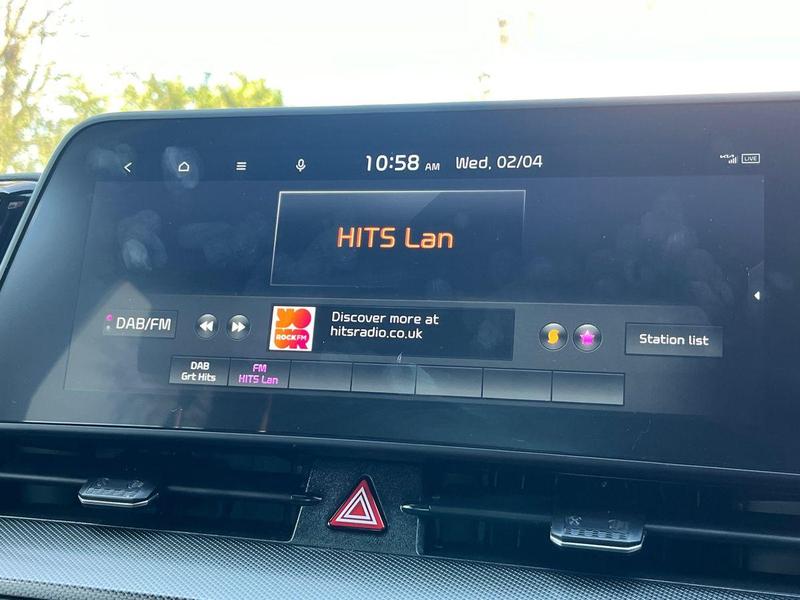 10:58 AM Wed, 02/04
LIVE
HITS Lan
DAB/FM
ROCKFM
Discover more at
hitsradio.co.uk
Station list
DAB
Grt Hits
FM
HITS Lan